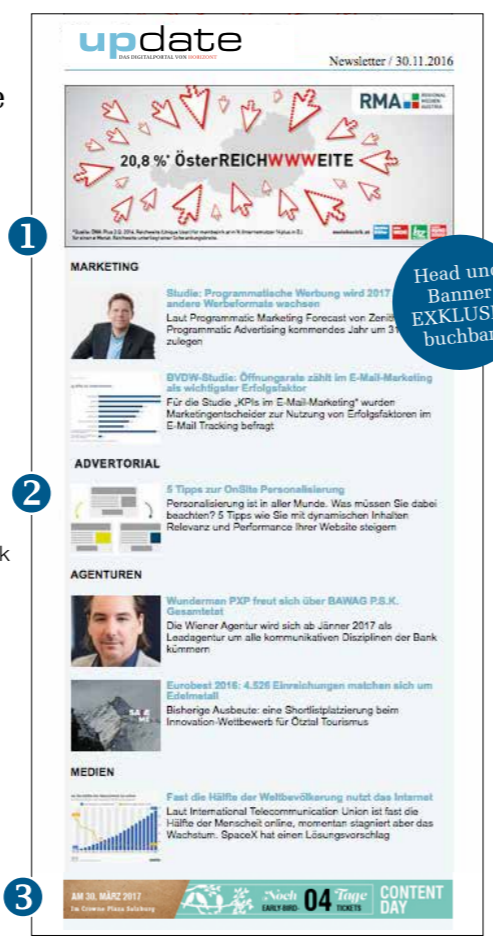 e
update
DAS DIGITALPORTAL VON HORIZONT
Newsletter / 30.11.2016
RMA
REGIONAL
MEDIEN
AUSTRIA
20,8 %* ÖsterREICHWWWEITE
1
MARKETING
Studie: Programmatische Werbung wird 2017
andere Werbeformate wachsen
Laut Programmatic Marketing Forecast von Zenith
Programmatic Advertising kommendes Jahr um 31
zulegen
Head und
Banner
EXKLUSI
buchbar
BVDW-Studie: Öffnungsrate zählt im E-Mail-Marketing
als wichtigster Erfolgsfaktor
Für die Studie „KPIs im E-Mail-Marketing" wurden
Marketingentscheider zur Nutzung von Erfolgsfaktoren im
E-Mail Tracking befragt
ADVERTORIAL
2
5 Tipps zur OnSite Personalisierung
Personalisierung ist in aller Munde. Was müssen Sie dabei
beachten? 5 Tipps wie Sie mit dynamischen Inhalten
Relevanz und Performance Ihrer Website steigern
k
AGENTUREN
Wunderman PXP freut sich über BAWAG P.S.K.
Gesamtetat
Die Wiener Agentur wird sich ab Jänner 2017 als
Leadagentur um alle kommunikativen Disziplinen der Bank
kümmern
Eurobest 2016: 4.526 Einreichungen matchen sich um
Edelmetall
Bisherige Ausbeute: eine Shortlistplatzierung beim
Innovation-Wettbewerb für Ötztal Tourismus
MEDIEN
Fast die Hälfte der Weltbevölkerung nutzt das Internet
Laut International Telecommunication Union ist fast die
Hälfte der Menscheit online, momentan stagniert aber das
Wachstum. SpaceX hat einen Lösungsvorschlag
3
AM 30. MÄRZ 2017
Im Crowne Plaza Salzburg
Noch 04 Tage
EARLY-BIRD- TICKETS
CONTENT
DAY